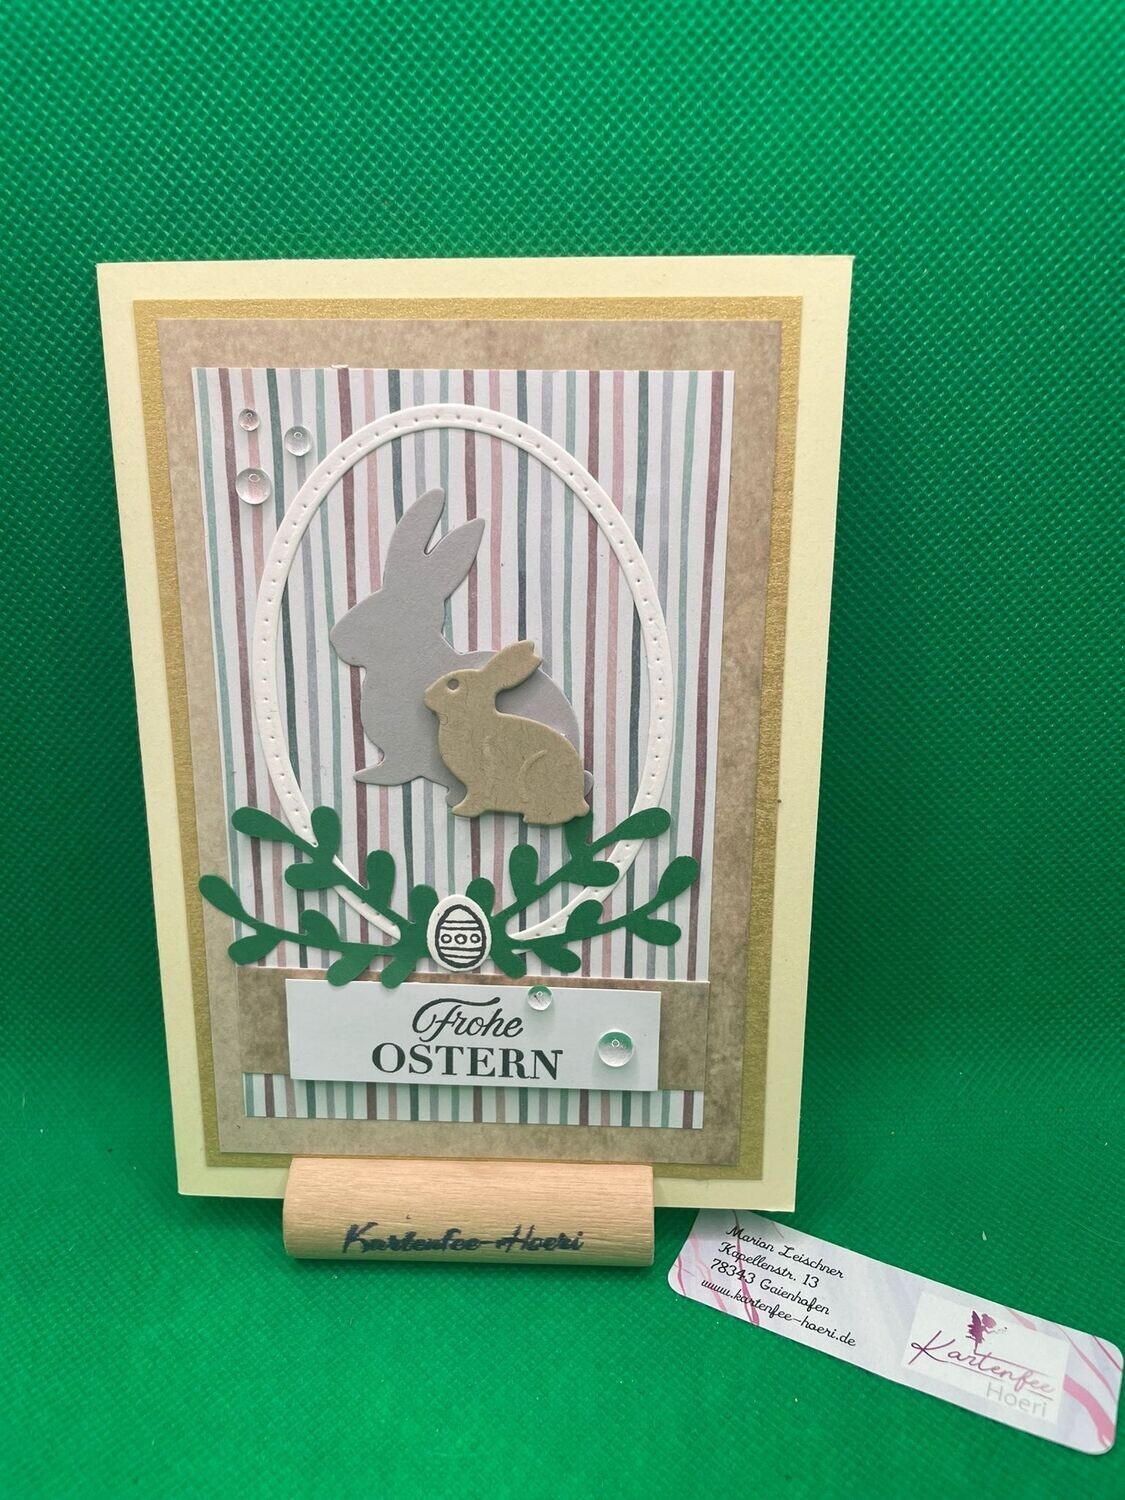 Frohe
OSTERN
Kartenfee-Hoeri
Marion Leischner
Kapellenstr. 13
78343 Gaienhofen
www.kartenfee-hoeri.de
Kartenfee
Hoeri